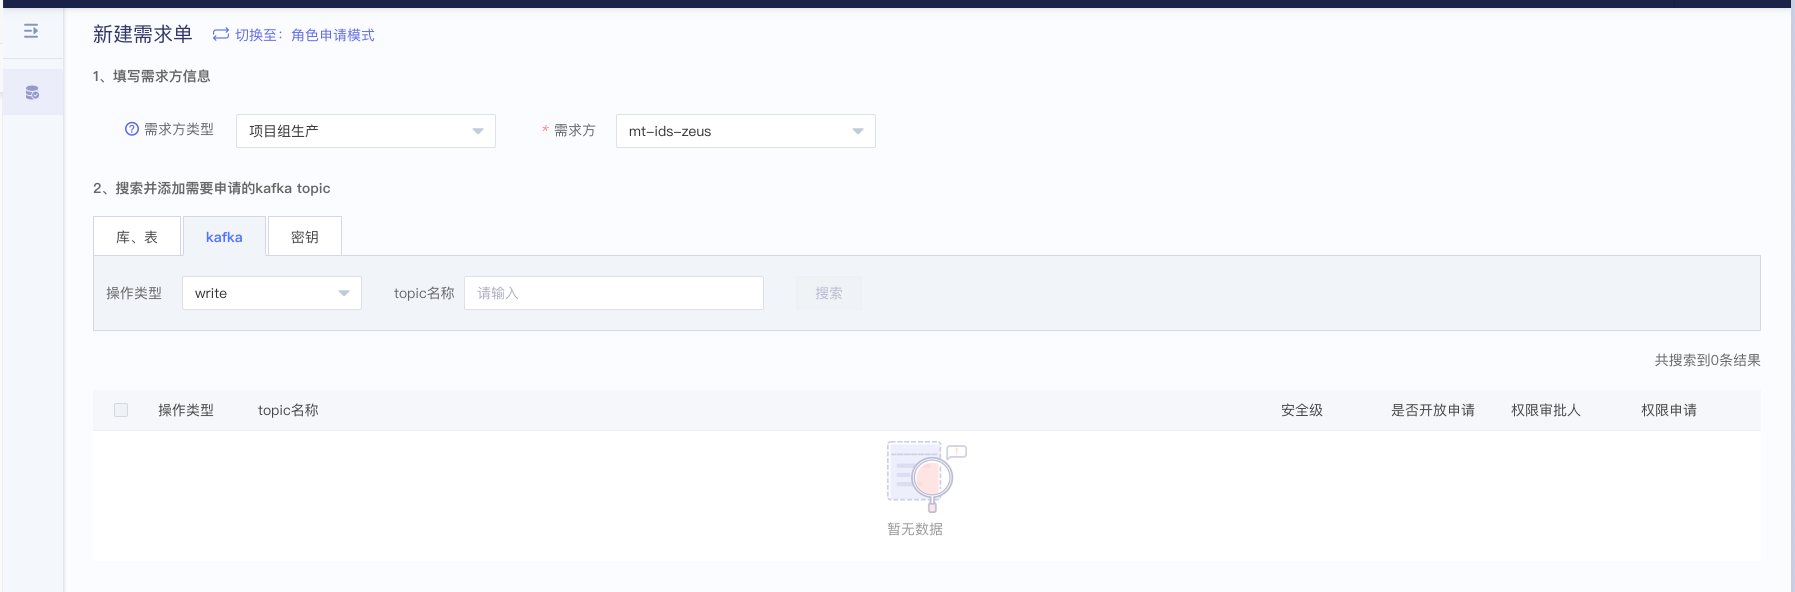 新建需求单 切换至：角色申请模式
1、填写需求方信息
需求方类型 项目组生产 * 需求方 mt-ids-zeus
2、搜索并添加需要申请的kafka topic
库、表 kafka 密钥
操作类型 write topic名称 请输入 搜索
共搜索到0条结果
操作类型 topic名称 安全级 是否开放申请 权限审批人 权限申请
暂无数据